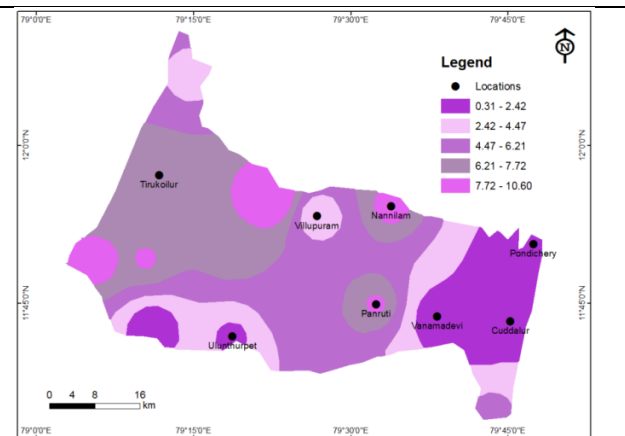 79°0'0"E 79°15'0"E 79°30'0"E 79°45'0"E
N
Legend
Locations
0.31 - 2.42
2.42 - 4.47
4.47 - 6.21
6.21 - 7.72
7.72 - 10.60
12°0'0"N 12°0'0"N
Tirukoilur
Villupuram
Nannilam
Pondichery
11°45'0"N 11°45'0"N
Panruti
Vanamadevi
Cuddalur
Ulunthurpet
0 4 8 16
km
79°0'0"E 79°15'0"E 79°30'0"E 79°45'0"E